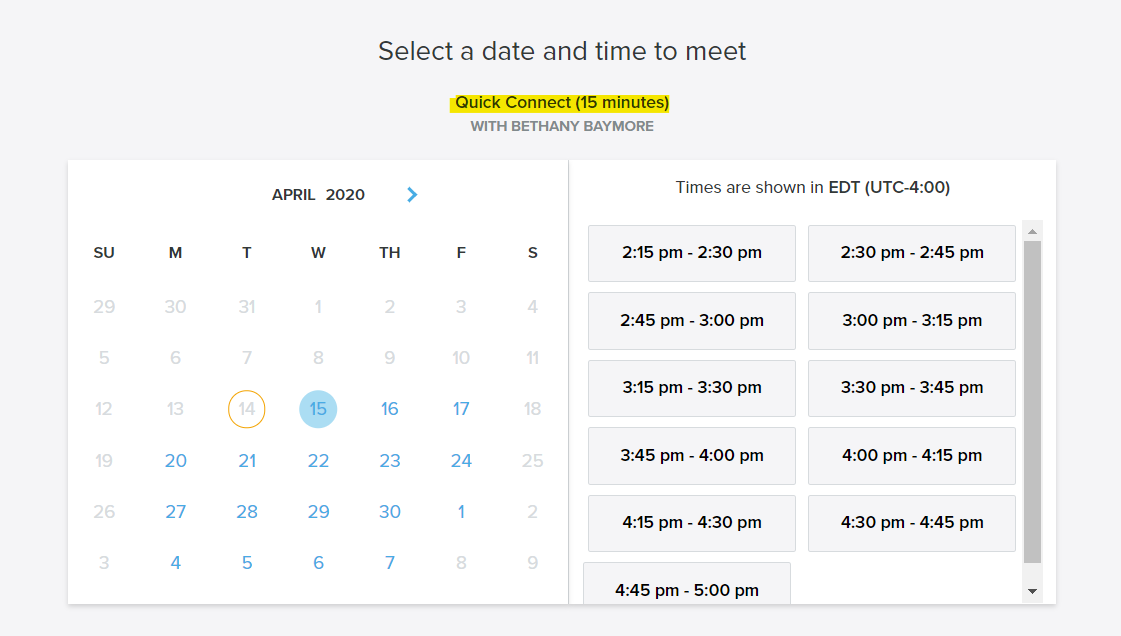 Select a date and time to meet
Quick Connect (15 minutes)
WITH BETHANY BAYMORE
APRIL 2020
SU M T W TH F S
29 30 31 1 2 3 4
5 6 7 8 9 10 11
12 13 14 15 16 17 18
19 20 21 22 23 24 25
26 27 28 29 30 1 2
3 4 5 6 7 8 9
Times are shown in EDT (UTC-4:00)
2:15 pm - 2:30 pm 2:30 pm - 2:45 pm
2:45 pm - 3:00 pm 3:00 pm - 3:15 pm
3:15 pm - 3:30 pm 3:30 pm - 3:45 pm
3:45 pm - 4:00 pm 4:00 pm - 4:15 pm
4:15 pm - 4:30 pm 4:30 pm - 4:45 pm
4:45 pm - 5:00 pm